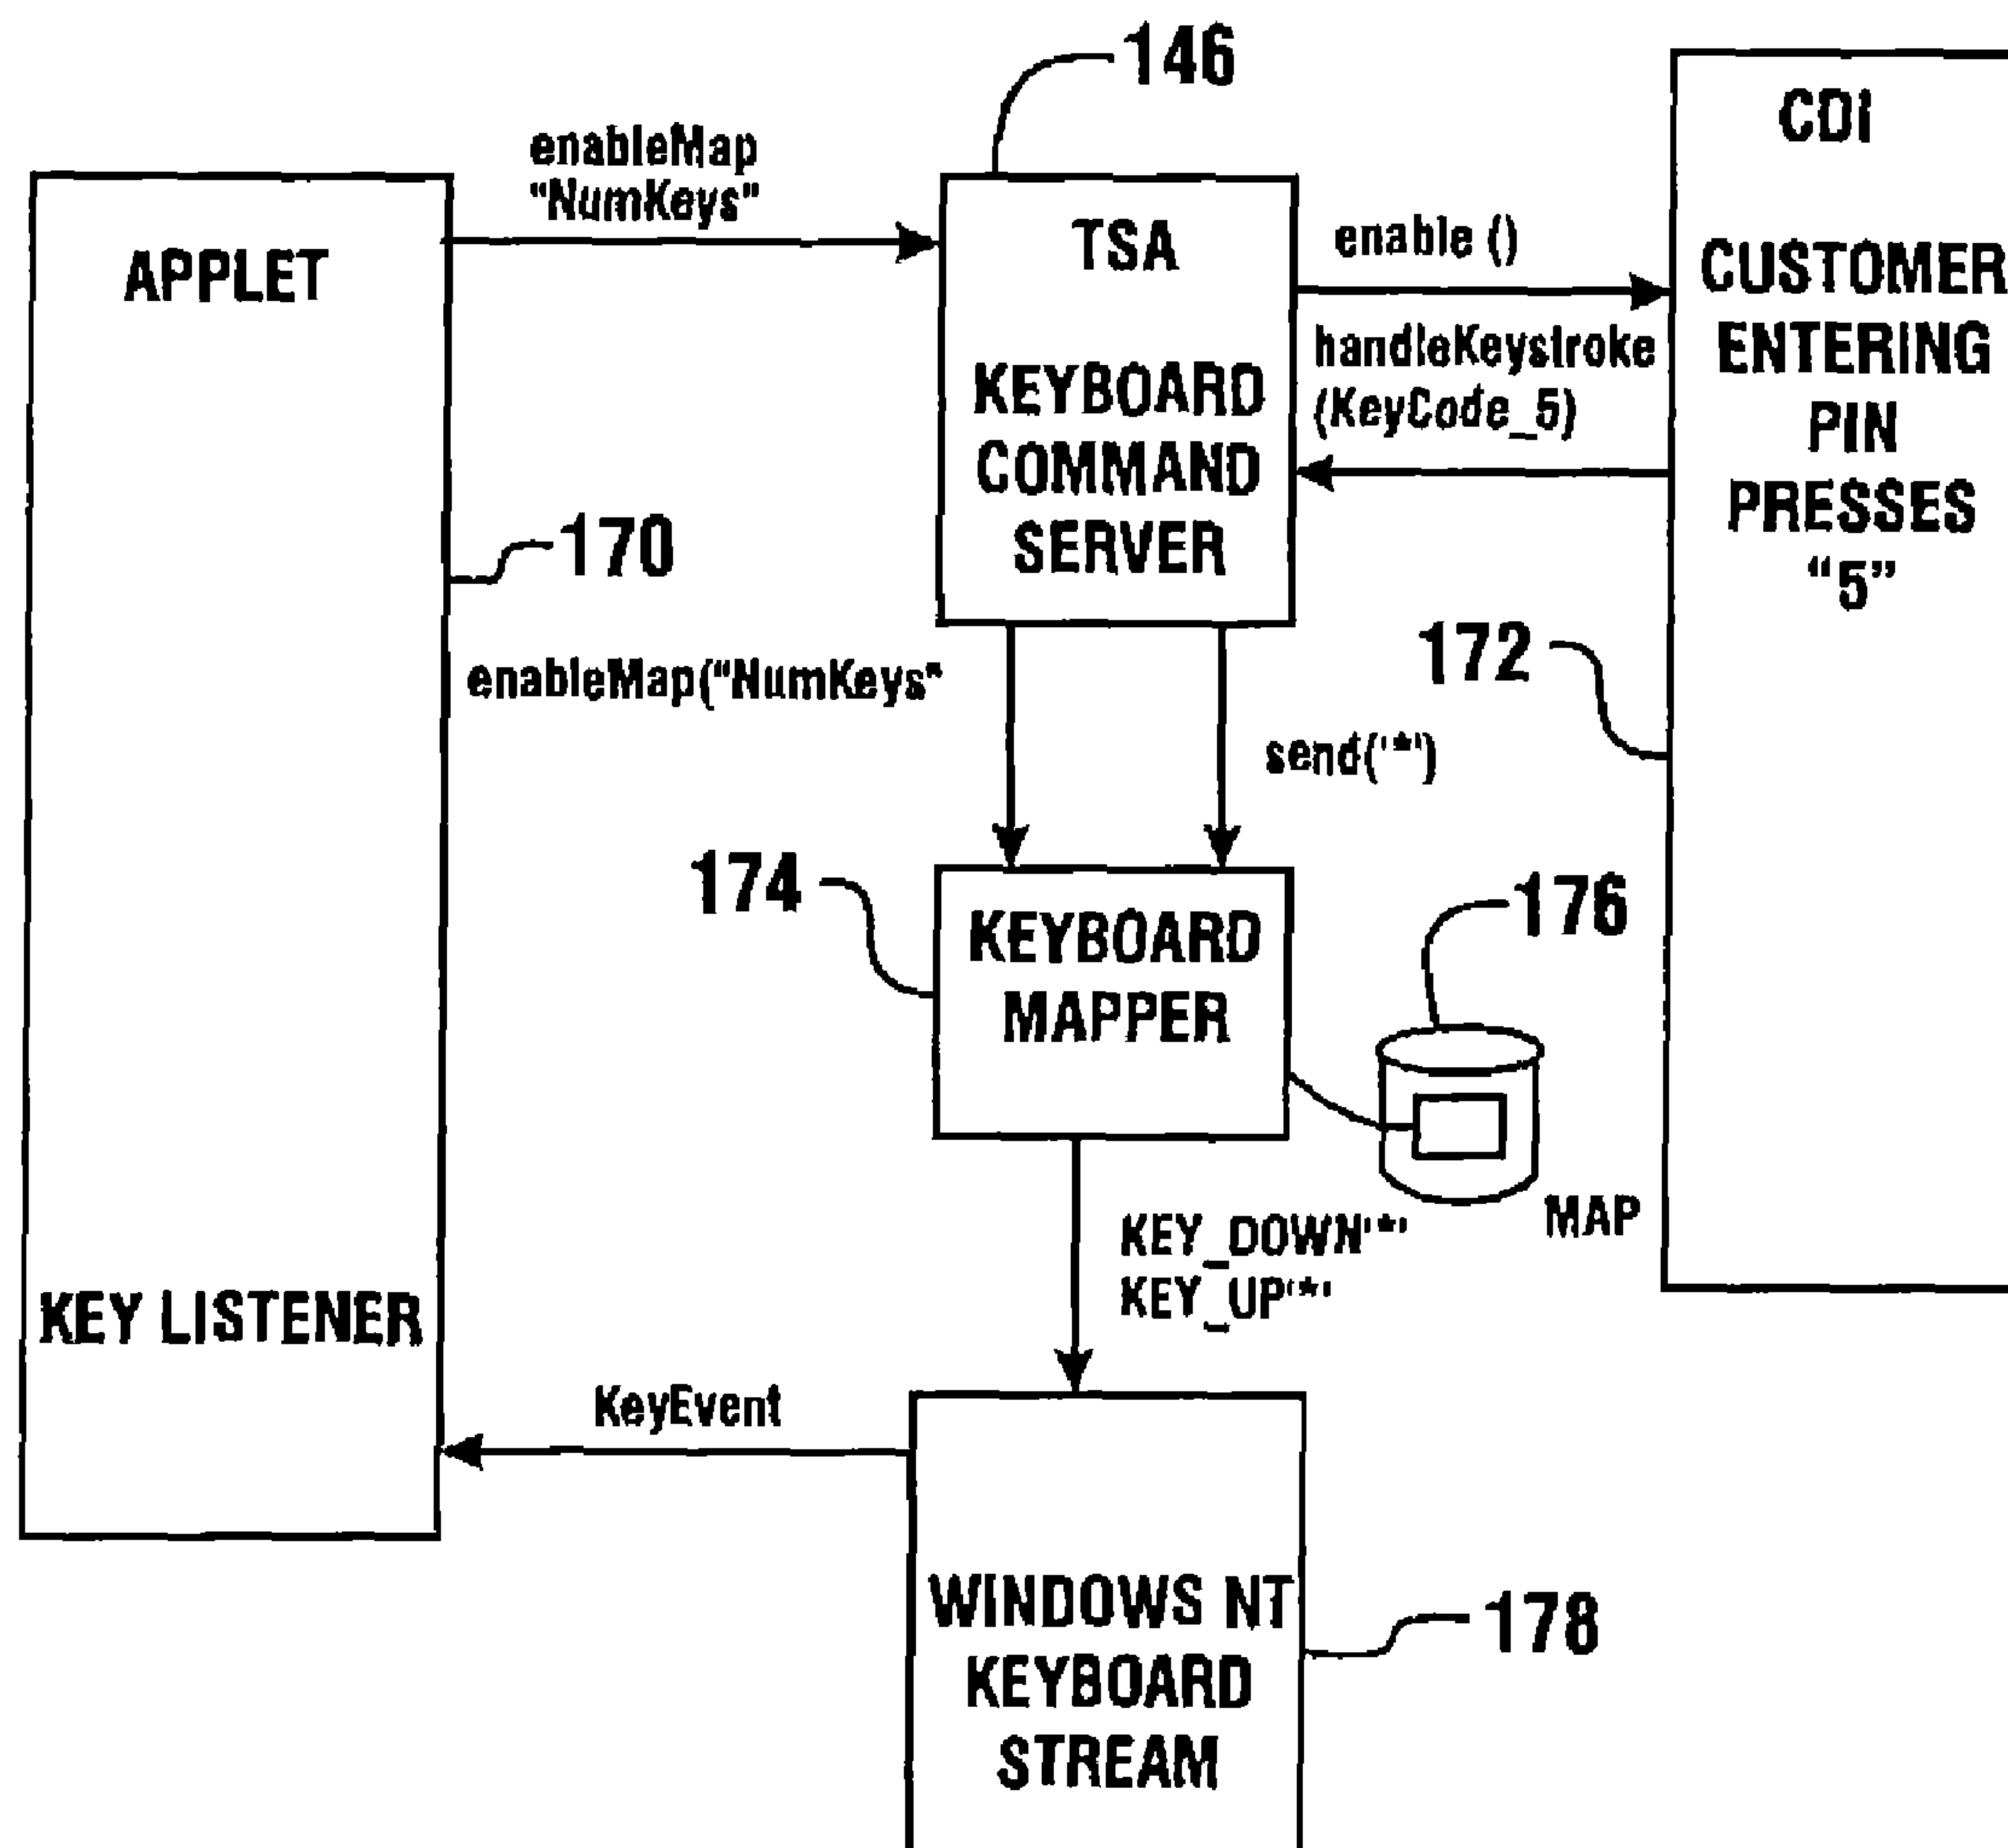 146
CDI
enableMap
"NumKeys"
APPLET
TSA
enable ()
CUSTOMER
ENTERING
PIN
PRESSES
"5"
handleKeystroke
(KeyCode_5)
KEYBOARD
COMMAND
SERVER
170
172
enableMap("NumKeys"
send('*')
174
176
KEYBOARD
MAPPER
MAP
KEY_DOWN'*'
KEY_UP'*'
KEY LISTENER
KeyEvent
WINDOWS NT
KEYBOARD
STREAM
178